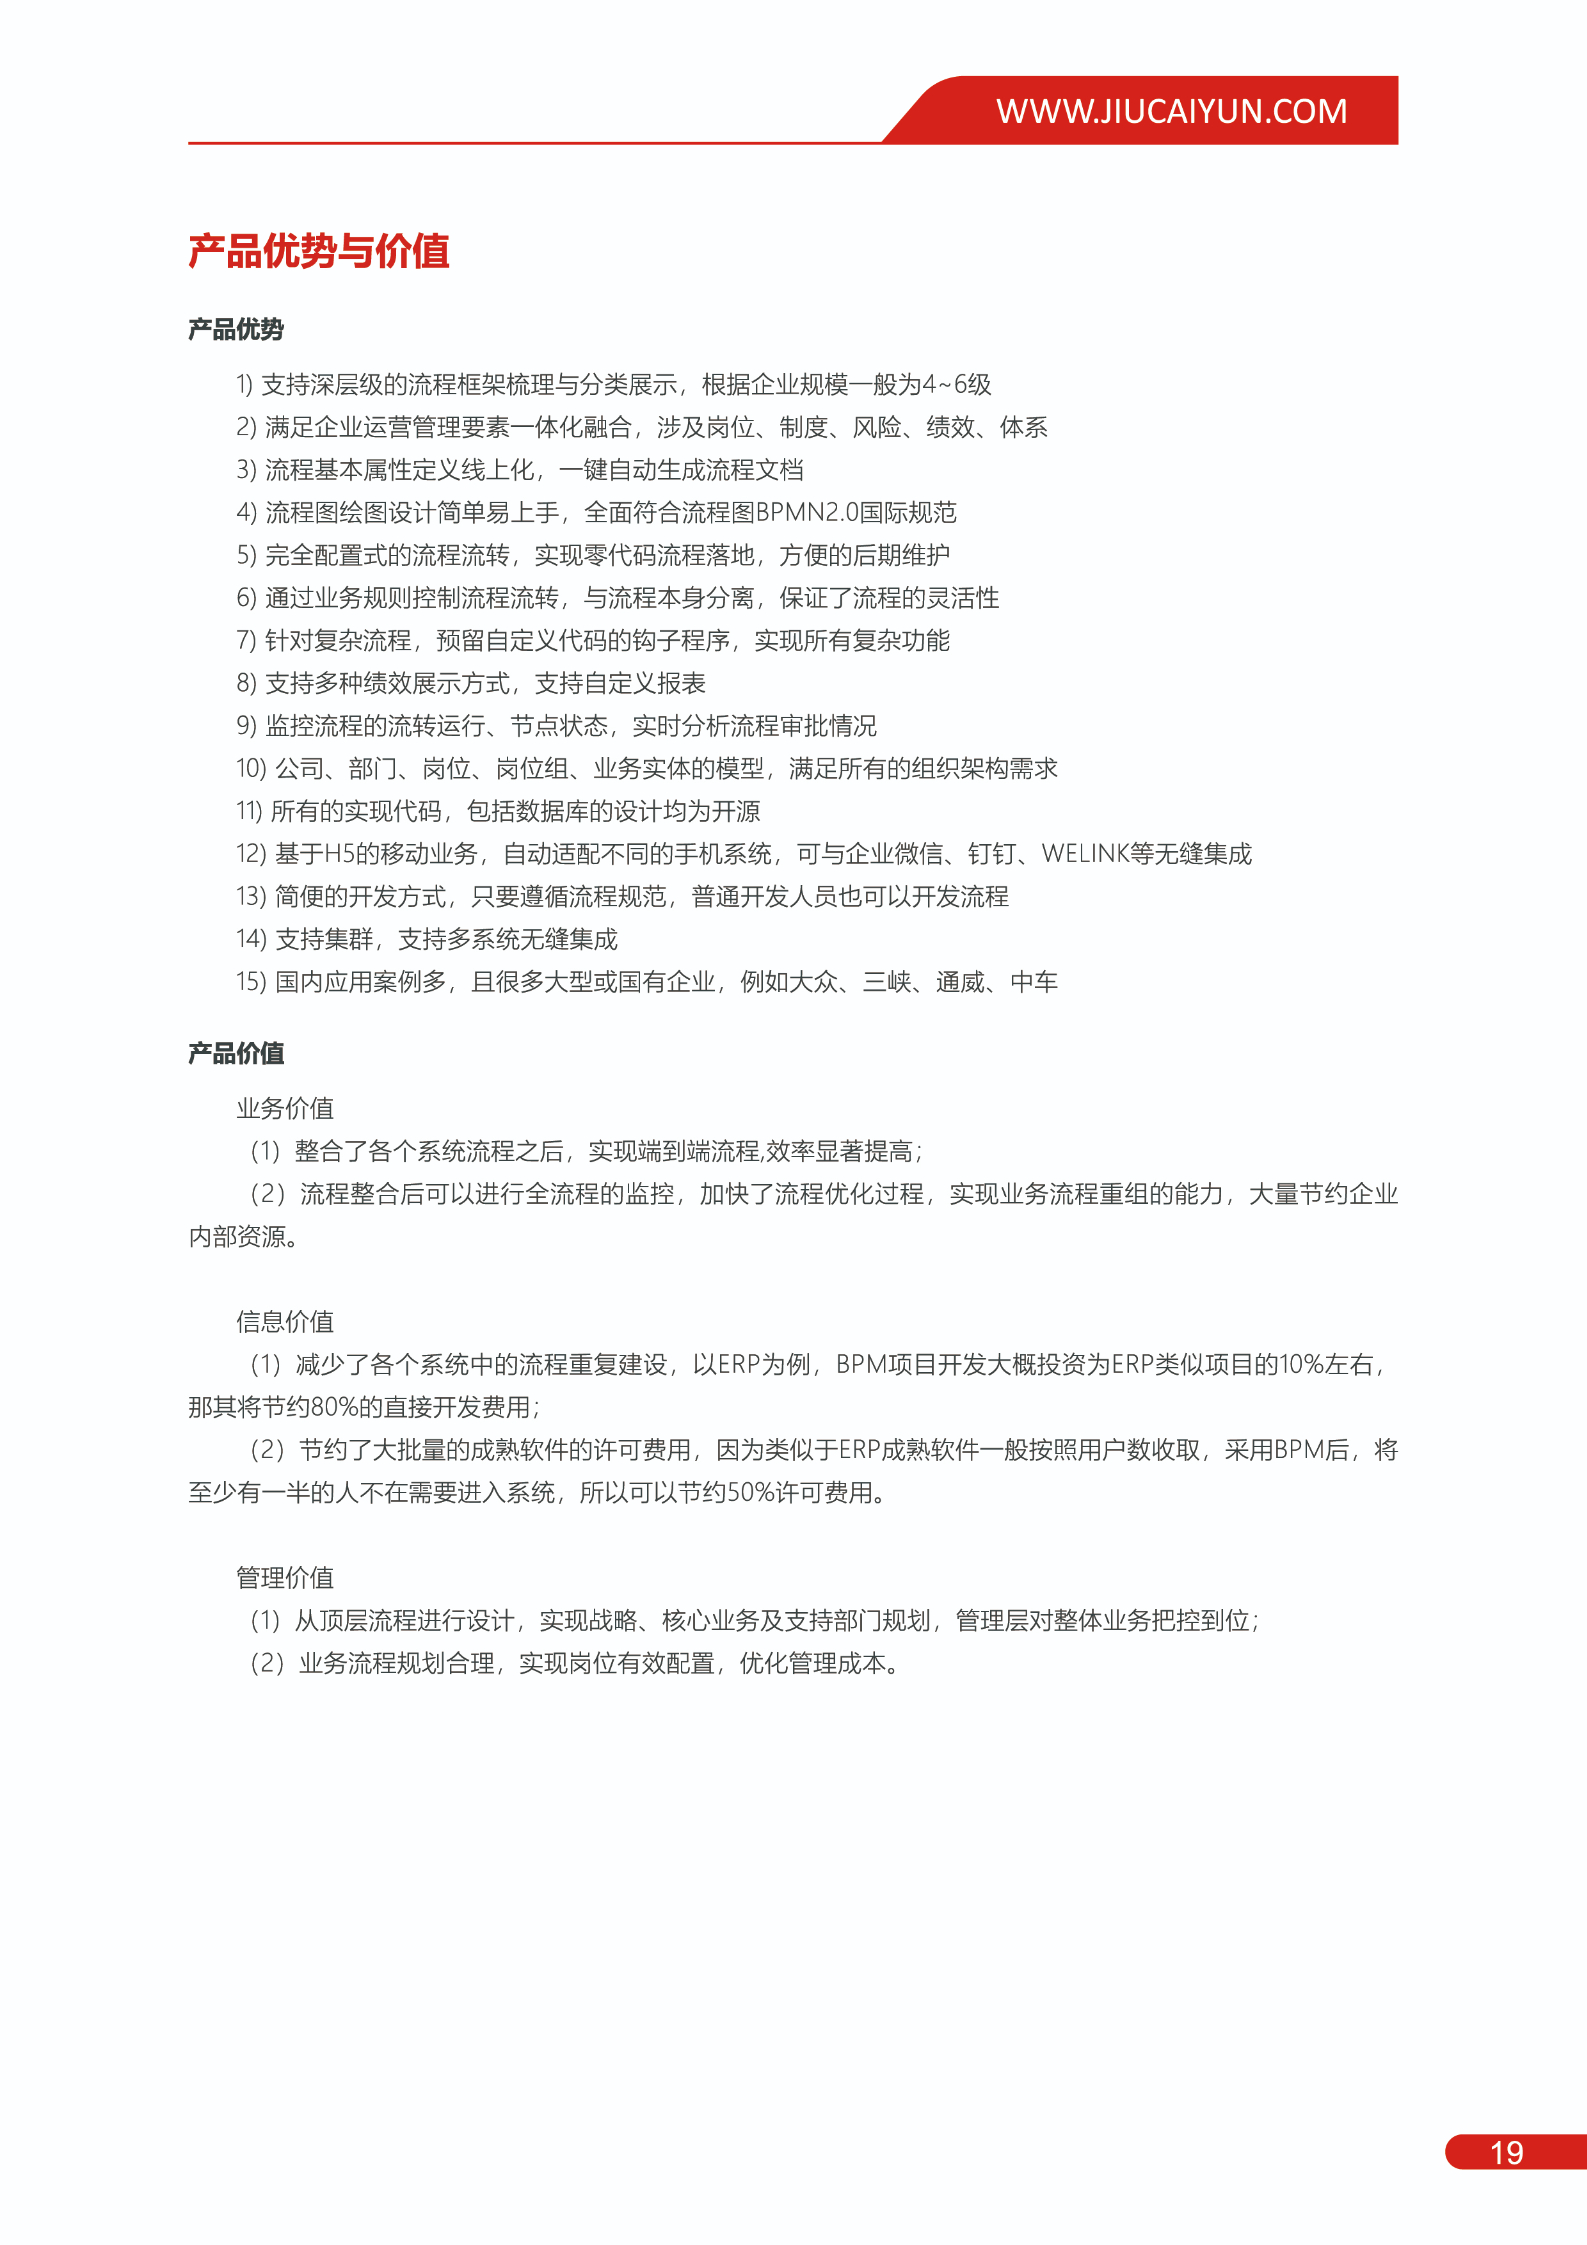 WWW.JIUCAIYUN.COM
产品优势与价值
产品优势
1) 支持深层级的流程框架梳理与分类展示，根据企业规模一般为4~6级
2) 满足企业运营管理要素一体化融合，涉及岗位、制度、风险、绩效、体系
3) 流程基本属性定义线上化，一键自动生成流程文档
4) 流程图绘图设计简单易上手，全面符合流程图BPMN2.0国际规范
5) 完全配置式的流程流转，实现零代码流程落地，方便的后期维护
6) 通过业务规则控制流程流转，与流程本身分离，保证了流程的灵活性
7) 针对复杂流程，预留自定义代码的钩子程序，实现所有复杂功能
8) 支持多种绩效展示方式，支持自定义报表
9) 监控流程的流转运行、节点状态，实时分析流程审批情况
10) 公司、部门、岗位、岗位组、业务实体的模型，满足所有的组织架构需求
11) 所有的实现代码，包括数据库的设计均为开源
12) 基于H5的移动业务，自动适配不同的手机系统，可与企业微信、钉钉、WELINK等无缝集成
13) 简便的开发方式，只要遵循流程规范，普通开发人员也可以开发流程
14) 支持集群，支持多系统无缝集成
15) 国内应用案例多，且很多大型或国有企业，例如大众、三峡、通威、中车
产品价值
业务价值
（1）整合了各个系统流程之后，实现端到端流程,效率显著提高；
（2）流程整合后可以进行全流程的监控，加快了流程优化过程，实现业务流程重组的能力，大量节约企业
内部资源。
信息价值
（1）减少了各个系统中的流程重复建设，以ERP为例，BPM项目开发大概投资为ERP类似项目的10%左右，
那其将节约80%的直接开发费用；
（2）节约了大批量的成熟软件的许可费用，因为类似于ERP成熟软件一般按照用户数收取，采用BPM后，将
至少有一半的人不在需要进入系统，所以可以节约50%许可费用。
管理价值
（1）从顶层流程进行设计，实现战略、核心业务及支持部门规划，管理层对整体业务把控到位；
（2）业务流程规划合理，实现岗位有效配置，优化管理成本。
19